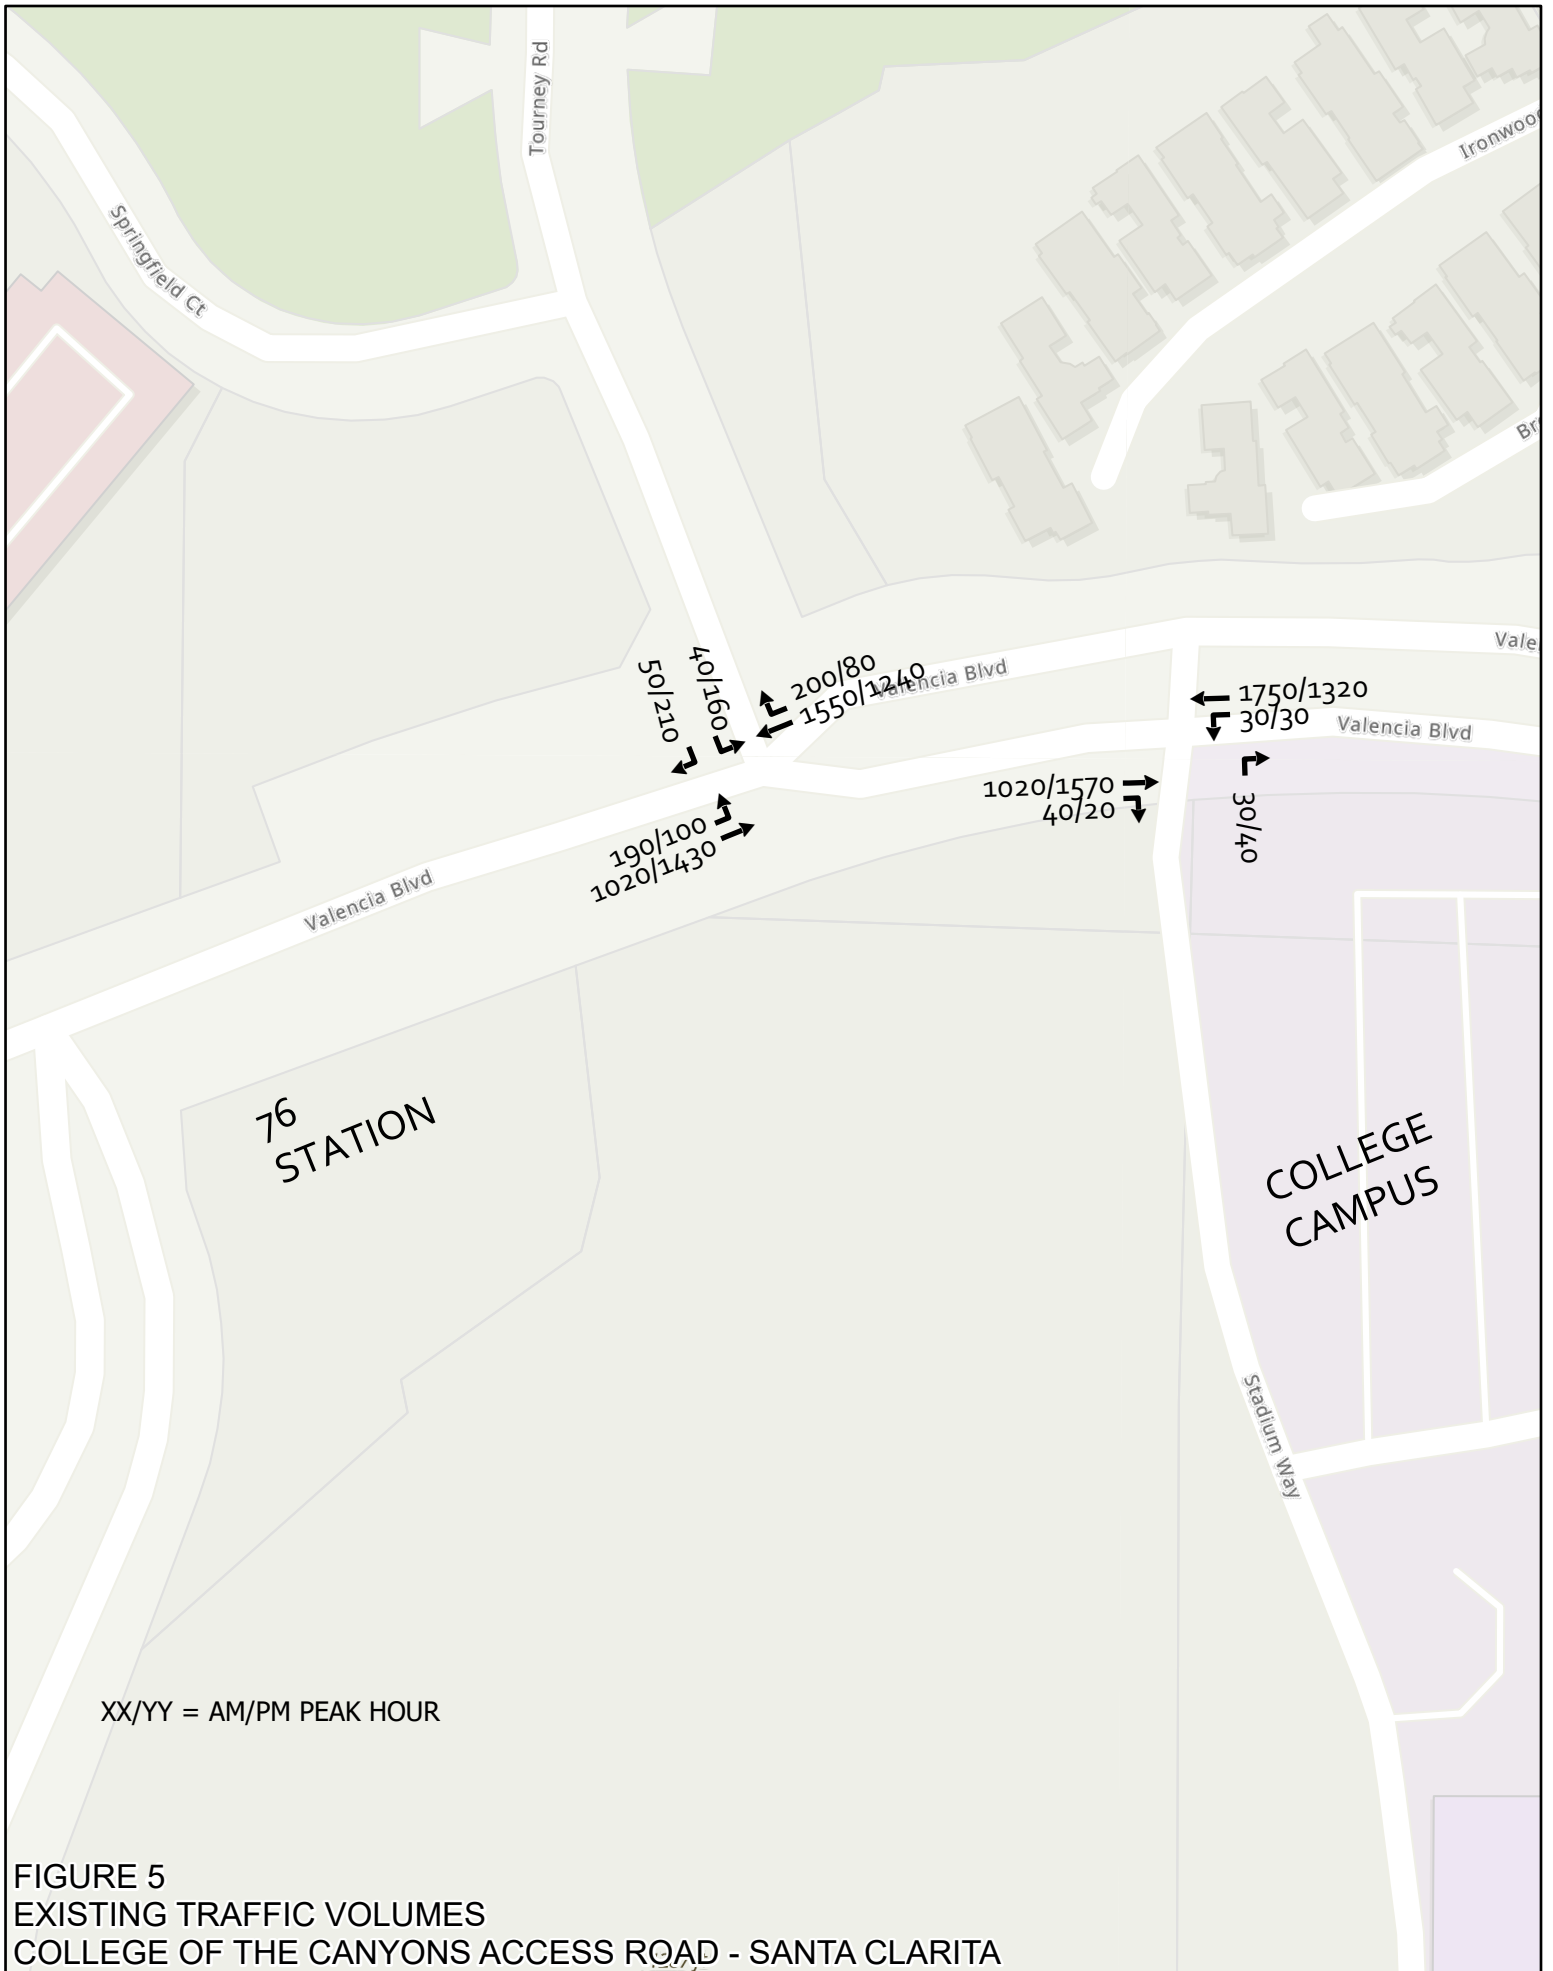 Tourney Rd
Ironwoo
Springfield Ct
Br
Vale
200/80
1550/1240
Valencia Blvd
40/160
50/210
1750/1320
30/30
Valencia Blvd
1020/1570
40/20
30/40
190/100
1020/1430
Valencia Blvd
76
STATION
COLLEGE
CAMPUS
Stadium Way
XX/YY = AM/PM PEAK HOUR
FIGURE 5
EXISTING TRAFFIC VOLUMES
COLLEGE OF THE CANYONS ACCESS ROAD - SANTA CLARITA